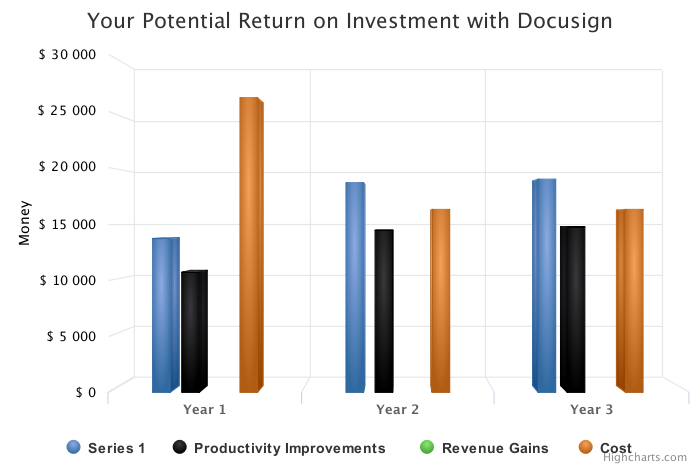 Your Potential Return on Investment with Docusign
$ 30 000
$ 25 000
$ 20 000
$ 15 000
$ 10 000
$ 5 000
$ 0
Money
Year 1
Year 2
Year 3
Series 1
Productivity Improvements
Revenue Gains
Cost
Highcharts.com